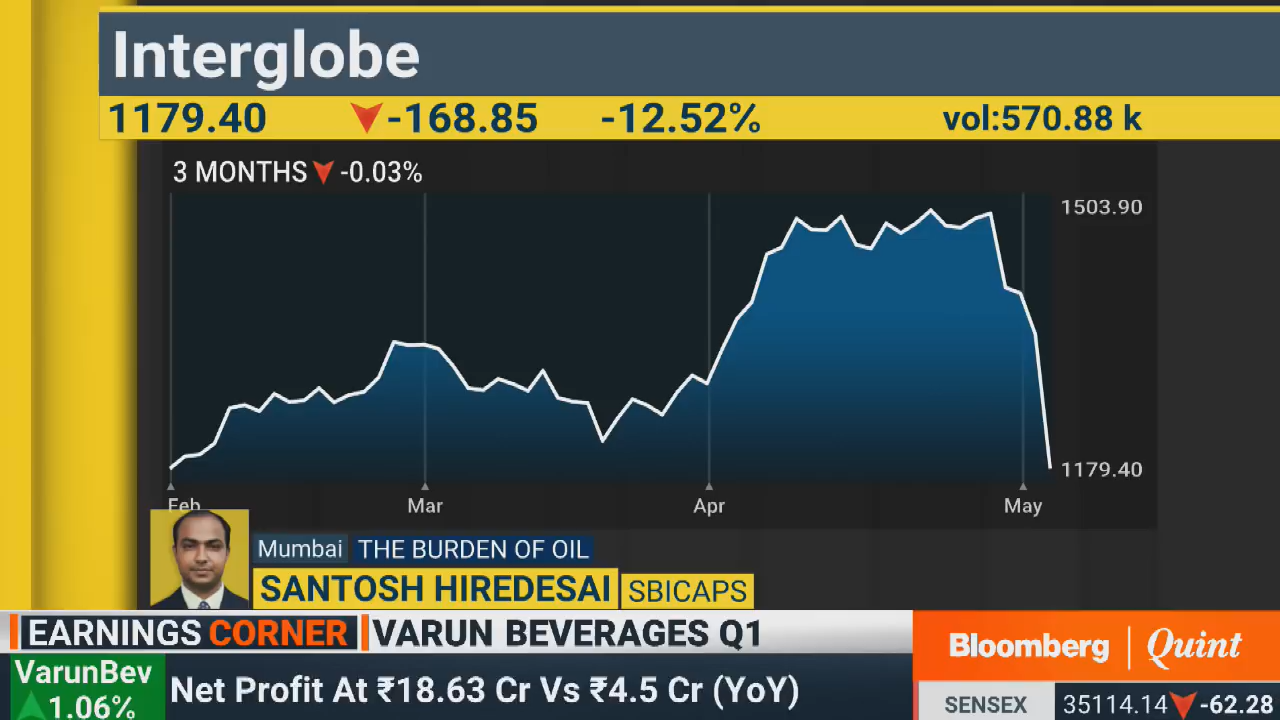 Interglobe
1179.40 -168.85 -12.52% vol:570.88 k
3 MONTHS -0.03%
1503.90
1179.40
Feb Mar Apr May
Mumbai THE BURDEN OF OIL
SANTOSH HIREDESAI SBICAPS
EARNINGS CORNER VARUN BEVERAGES Q1
Bloomberg | Quint
VarunBev
1.06%
Net Profit At ₹18.63 Cr Vs ₹4.5 Cr (YoY)
SENSEX 35114.14 -62.28